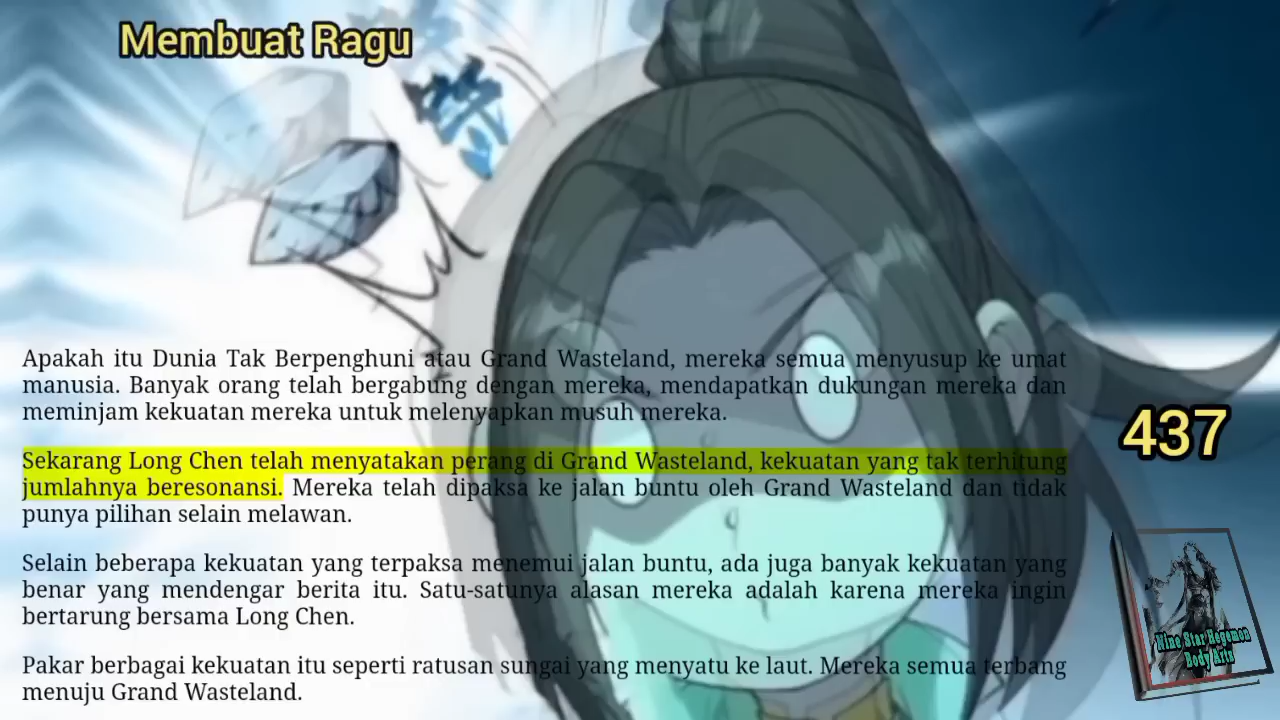 Membuat Ragu
Apakah itu Dunia Tak Berpenghuni atau Grand Wasteland, mereka semua menyusup ke umat
manusia. Banyak orang telah bergabung dengan mereka, mendapatkan dukungan mereka dan
meminjam kekuatan mereka untuk melenyapkan musuh mereka.
437
Sekarang Long Chen telah menyatakan perang di Grand Wasteland, kekuatan yang tak terhitung
jumlahnya beresonansi. Mereka telah dipaksa ke jalan buntu oleh Grand Wasteland dan tidak
punya pilihan selain melawan.
Selain beberapa kekuatan yang terpaksa menemui jalan buntu, ada juga banyak kekuatan yang
benar yang mendengar berita itu. Satu-satunya alasan mereka adalah karena mereka ingin
bertarung bersama Long Chen.
Nine Star Hegemon
Body Arts
Pakar berbagai kekuatan itu seperti ratusan sungai yang menyatu ke laut. Mereka semua terbang
menuju Grand Wasteland.